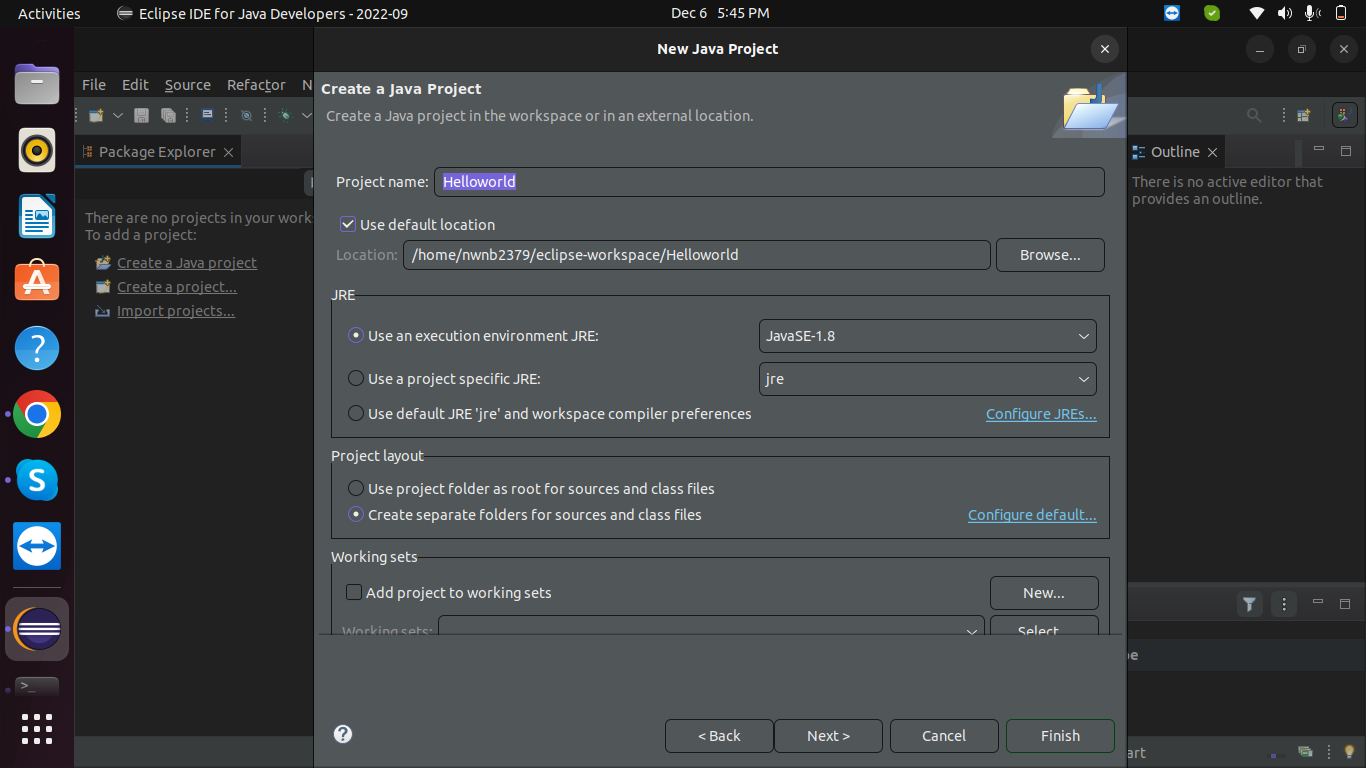 Activities Eclipse IDE for Java Developers - 2022-09 Dec 6 5:45 PM
New Java Project
File Edit Source Refactor N
Create a Java Project
Create a Java project in the workspace or in an external location.
Package Explorer
Outline
There are no projects in your work
To add a project:
Create a Java project
Create a project...
Import projects...
There is no active editor that
provides an outline.
Project name: Helloworld
Use default location
Location: /home/nwnb2379/eclipse-workspace/Helloworld Browse...
JRE
Use an execution environment JRE: JavaSE-1.8
Use a project specific JRE: jre
Use default JRE 'jre' and workspace compiler preferences Configure JREs...
Project layout
Use project folder as root for sources and class files
Create separate folders for sources and class files Configure default...
Working sets
Add project to working sets New...
Working sets: Select...
< Back Next > Cancel Finish